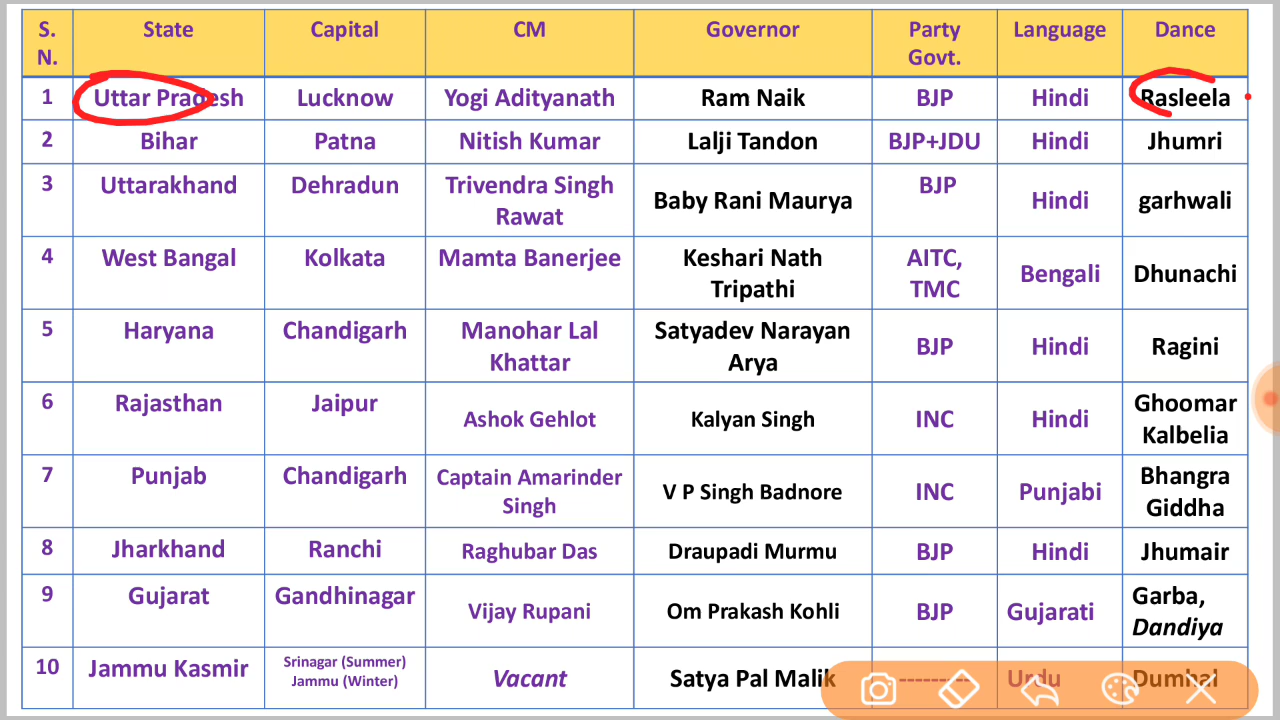 S. N. State Capital CM Governor Party Govt. Language Dance
1 Uttar Pradesh Lucknow Yogi Adityanath Ram Naik BJP Hindi Rasleela
2 Bihar Patna Nitish Kumar Lalji Tandon BJP+JDU Hindi Jhumri
3 Uttarakhand Dehradun Trivendra Singh Rawat Baby Rani Maurya BJP Hindi garhwali
4 West Bangal Kolkata Mamta Banerjee Keshari Nath Tripathi AITC, TMC Bengali Dhunachi
5 Haryana Chandigarh Manohar Lal Khattar Satyadev Narayan Arya BJP Hindi Ragini
6 Rajasthan Jaipur Ashok Gehlot Kalyan Singh INC Hindi Ghoomar Kalbelia
7 Punjab Chandigarh Captain Amarinder Singh V P Singh Badnore INC Punjabi Bhangra Giddha
8 Jharkhand Ranchi Raghubar Das Draupadi Murmu BJP Hindi Jhumair
9 Gujarat Gandhinagar Vijay Rupani Om Prakash Kohli BJP Gujarati Garba, Dandiya
10 Jammu Kasmir Srinagar (Summer) Jammu (Winter) Vacant Satya Pal Malik --------- Urdu Dumhal